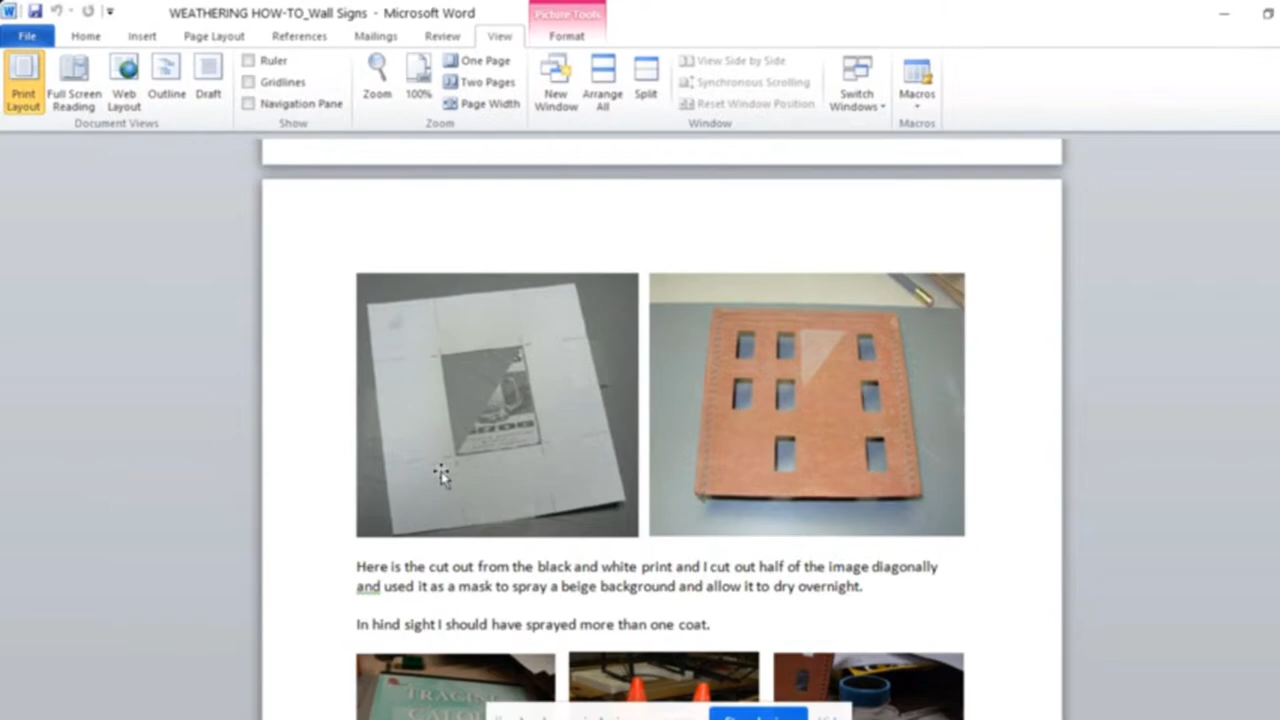 WEATHERING HOW-TO_Wall Signs - Microsoft Word
Picture Tools
File Home Insert Page Layout References Mailings Review View Format
Print Layout
Full Screen Reading
Web Layout
Outline
Draft
Document Views
Ruler
Gridlines
Navigation Pane
Show
Zoom
100%
One Page
Two Pages
Page Width
Zoom
New Window
Arrange All
Split
View Side by Side
Synchronous Scrolling
Reset Window Position
Window
Switch Windows
Macros
Macros
Here is the cut out from the black and white print and I cut out half of the image diagonally
and used it as a mask to spray a beige background and allow it to dry overnight.
In hind sight I should have sprayed more than one coat.